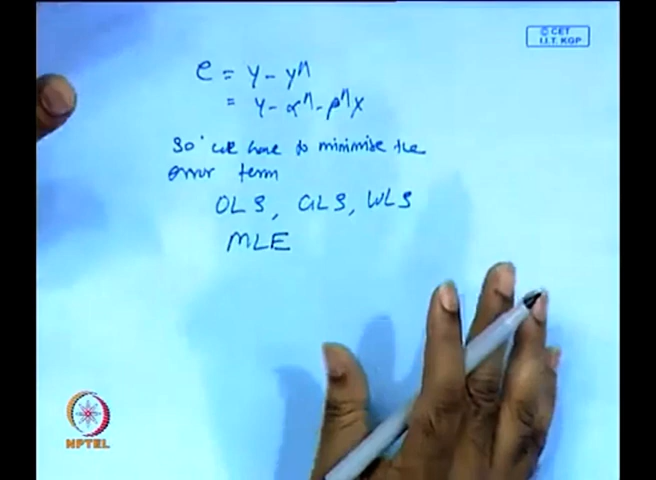 © CET
I.I.T. KGP
e = y - y^
= y - α^ - β^x
So we have to minimise the
error term
OLS, GLS, WLS
MLE
NPTEL